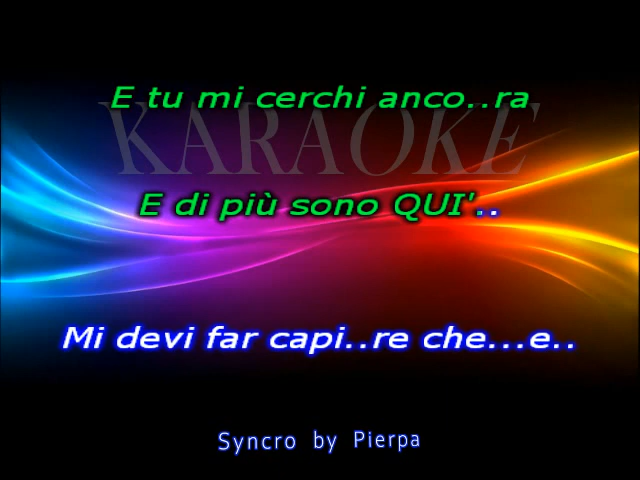 E tu mi cerchi anco..ra
KARAOKE
E di più sono QUI'..
Mi devi far capi..re che...e..
Syncro by Pierpa